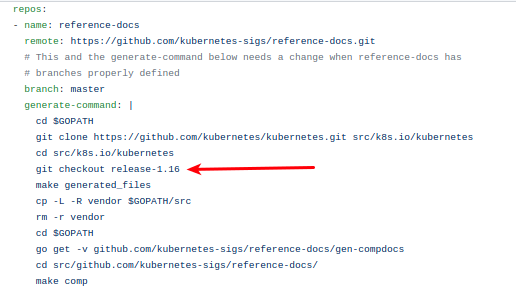 repos:
- name: reference-docs
remote: https://github.com/kubernetes-sigs/reference-docs.git
# This and the generate-command below needs a change when reference-docs has
# branches properly defined
branch: master
generate-command: |
cd $GOPATH
git clone https://github.com/kubernetes/kubernetes.git src/k8s.io/kubernetes
cd src/k8s.io/kubernetes
git checkout release-1.16
make generated_files
cp -L -R vendor $GOPATH/src
rm -r vendor
cd $GOPATH
go get -v github.com/kubernetes-sigs/reference-docs/gen-compdocs
cd src/github.com/kubernetes-sigs/reference-docs/
make comp